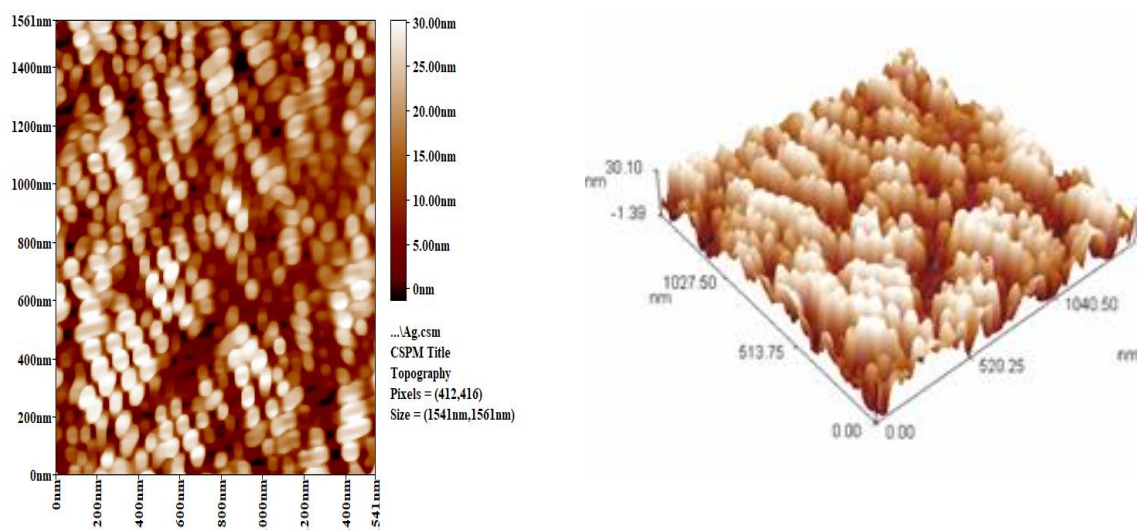 1561nm
1400nm
1200nm
1000nm
800nm
600nm
400nm
200nm
0nm
0nm
200nm
400nm
600nm
800nm
000nm
200nm
400nm
541nm
30.00nm
25.00nm
20.00nm
15.00nm
10.00nm
5.00nm
0nm
...\Ag.csm
CSPM Title
Topography
Pixels = (412,416)
Size = (1541nm,1561nm)
30.10
nm
-1.39
1027.50
nm
513.75
0.00
0.00
520.25
1040.50
nm